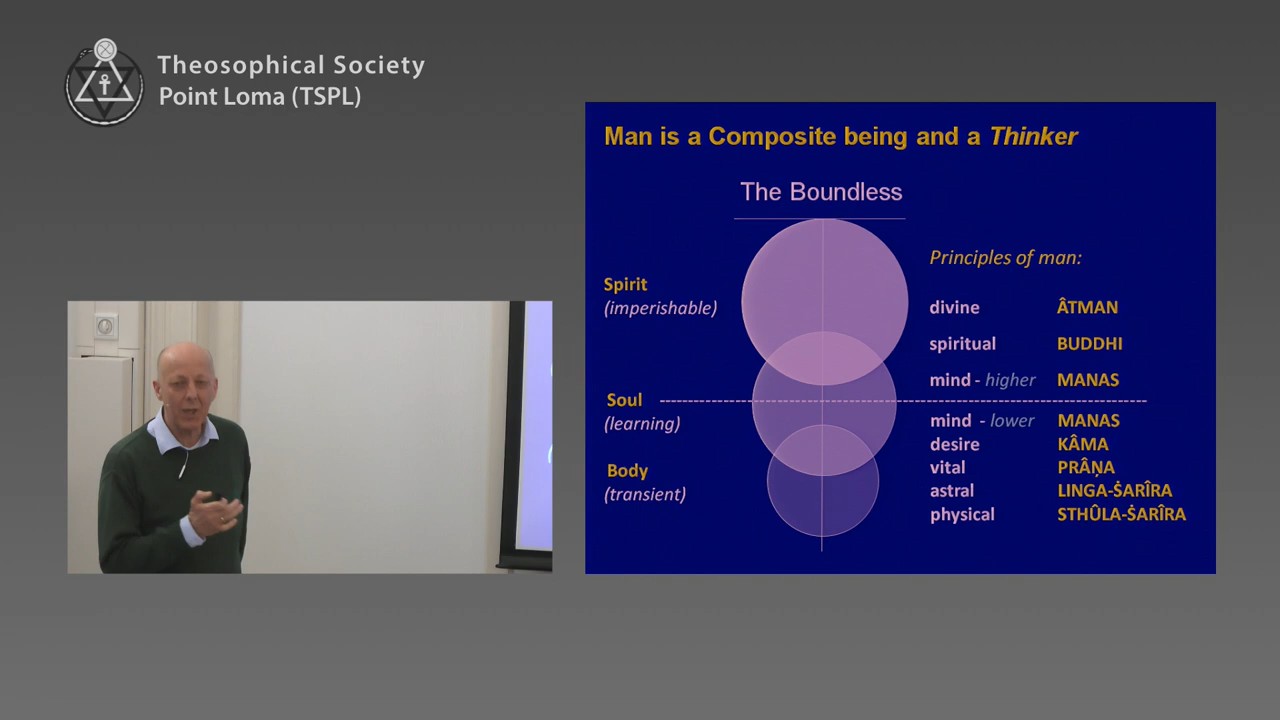 Theosophical Society
Point Loma (TSPL)
Man is a Composite being and a Thinker
The Boundless
Principles of man:
Spirit
(imperishable)
divine ÂTMAN
spiritual BUDDHI
mind - higher MANAS
Soul
(learning)
mind - lower MANAS
desire KÂMA
vital PRÂṆA
Body
(transient)
astral LINGA-ŚARÎRA
physical STHÛLA-ŚARÎRA